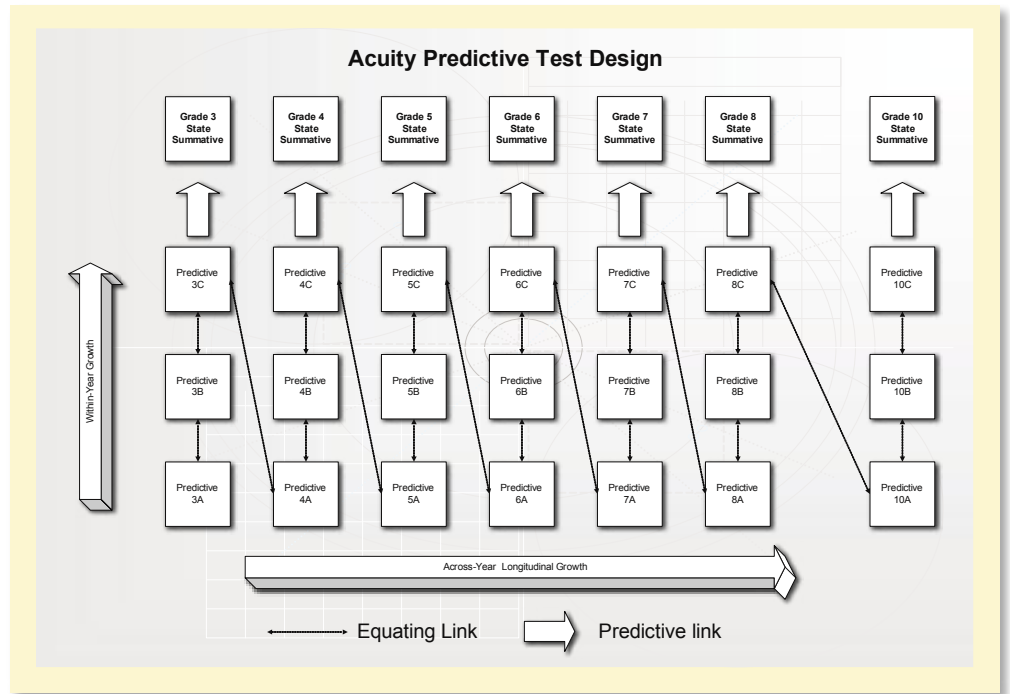 Acuity Predictive Test Design
Grade 3
State
Summative
Grade 4
State
Summative
Grade 5
State
Summative
Grade 6
State
Summative
Grade 7
State
Summative
Grade 8
State
Summative
Grade 10
State
Summative
Predictive
3C
Predictive
4C
Predictive
5C
Predictive
6C
Predictive
7C
Predictive
8C
Predictive
10C
Within-Year Growth
Predictive
3B
Predictive
4B
Predictive
5B
Predictive
6B
Predictive
7B
Predictive
8B
Predictive
10B
Predictive
3A
Predictive
4A
Predictive
5A
Predictive
6A
Predictive
7A
Predictive
8A
Predictive
10A
Across-Year Longitudinal Growth
Equating Link
Predictive link